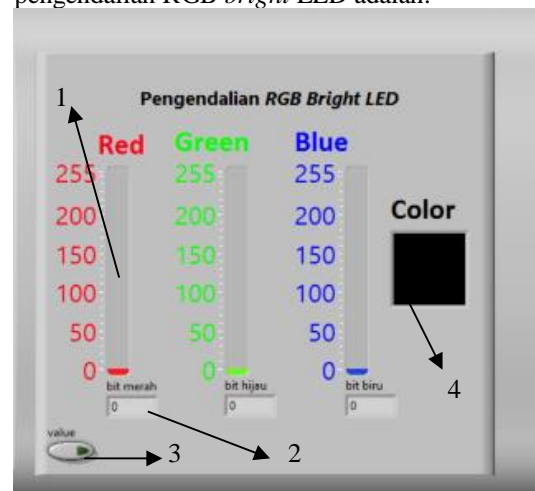 pengendalian RGB bright LED adalah:
Pengendalian RGB Bright LED
1
Red Green Blue
255 255 255
200 200 200 Color
150 150 150
100 100 100
50 50 50
0 0 0
4
bit merah bit hijau bit biru
0 0 0
value
3 2